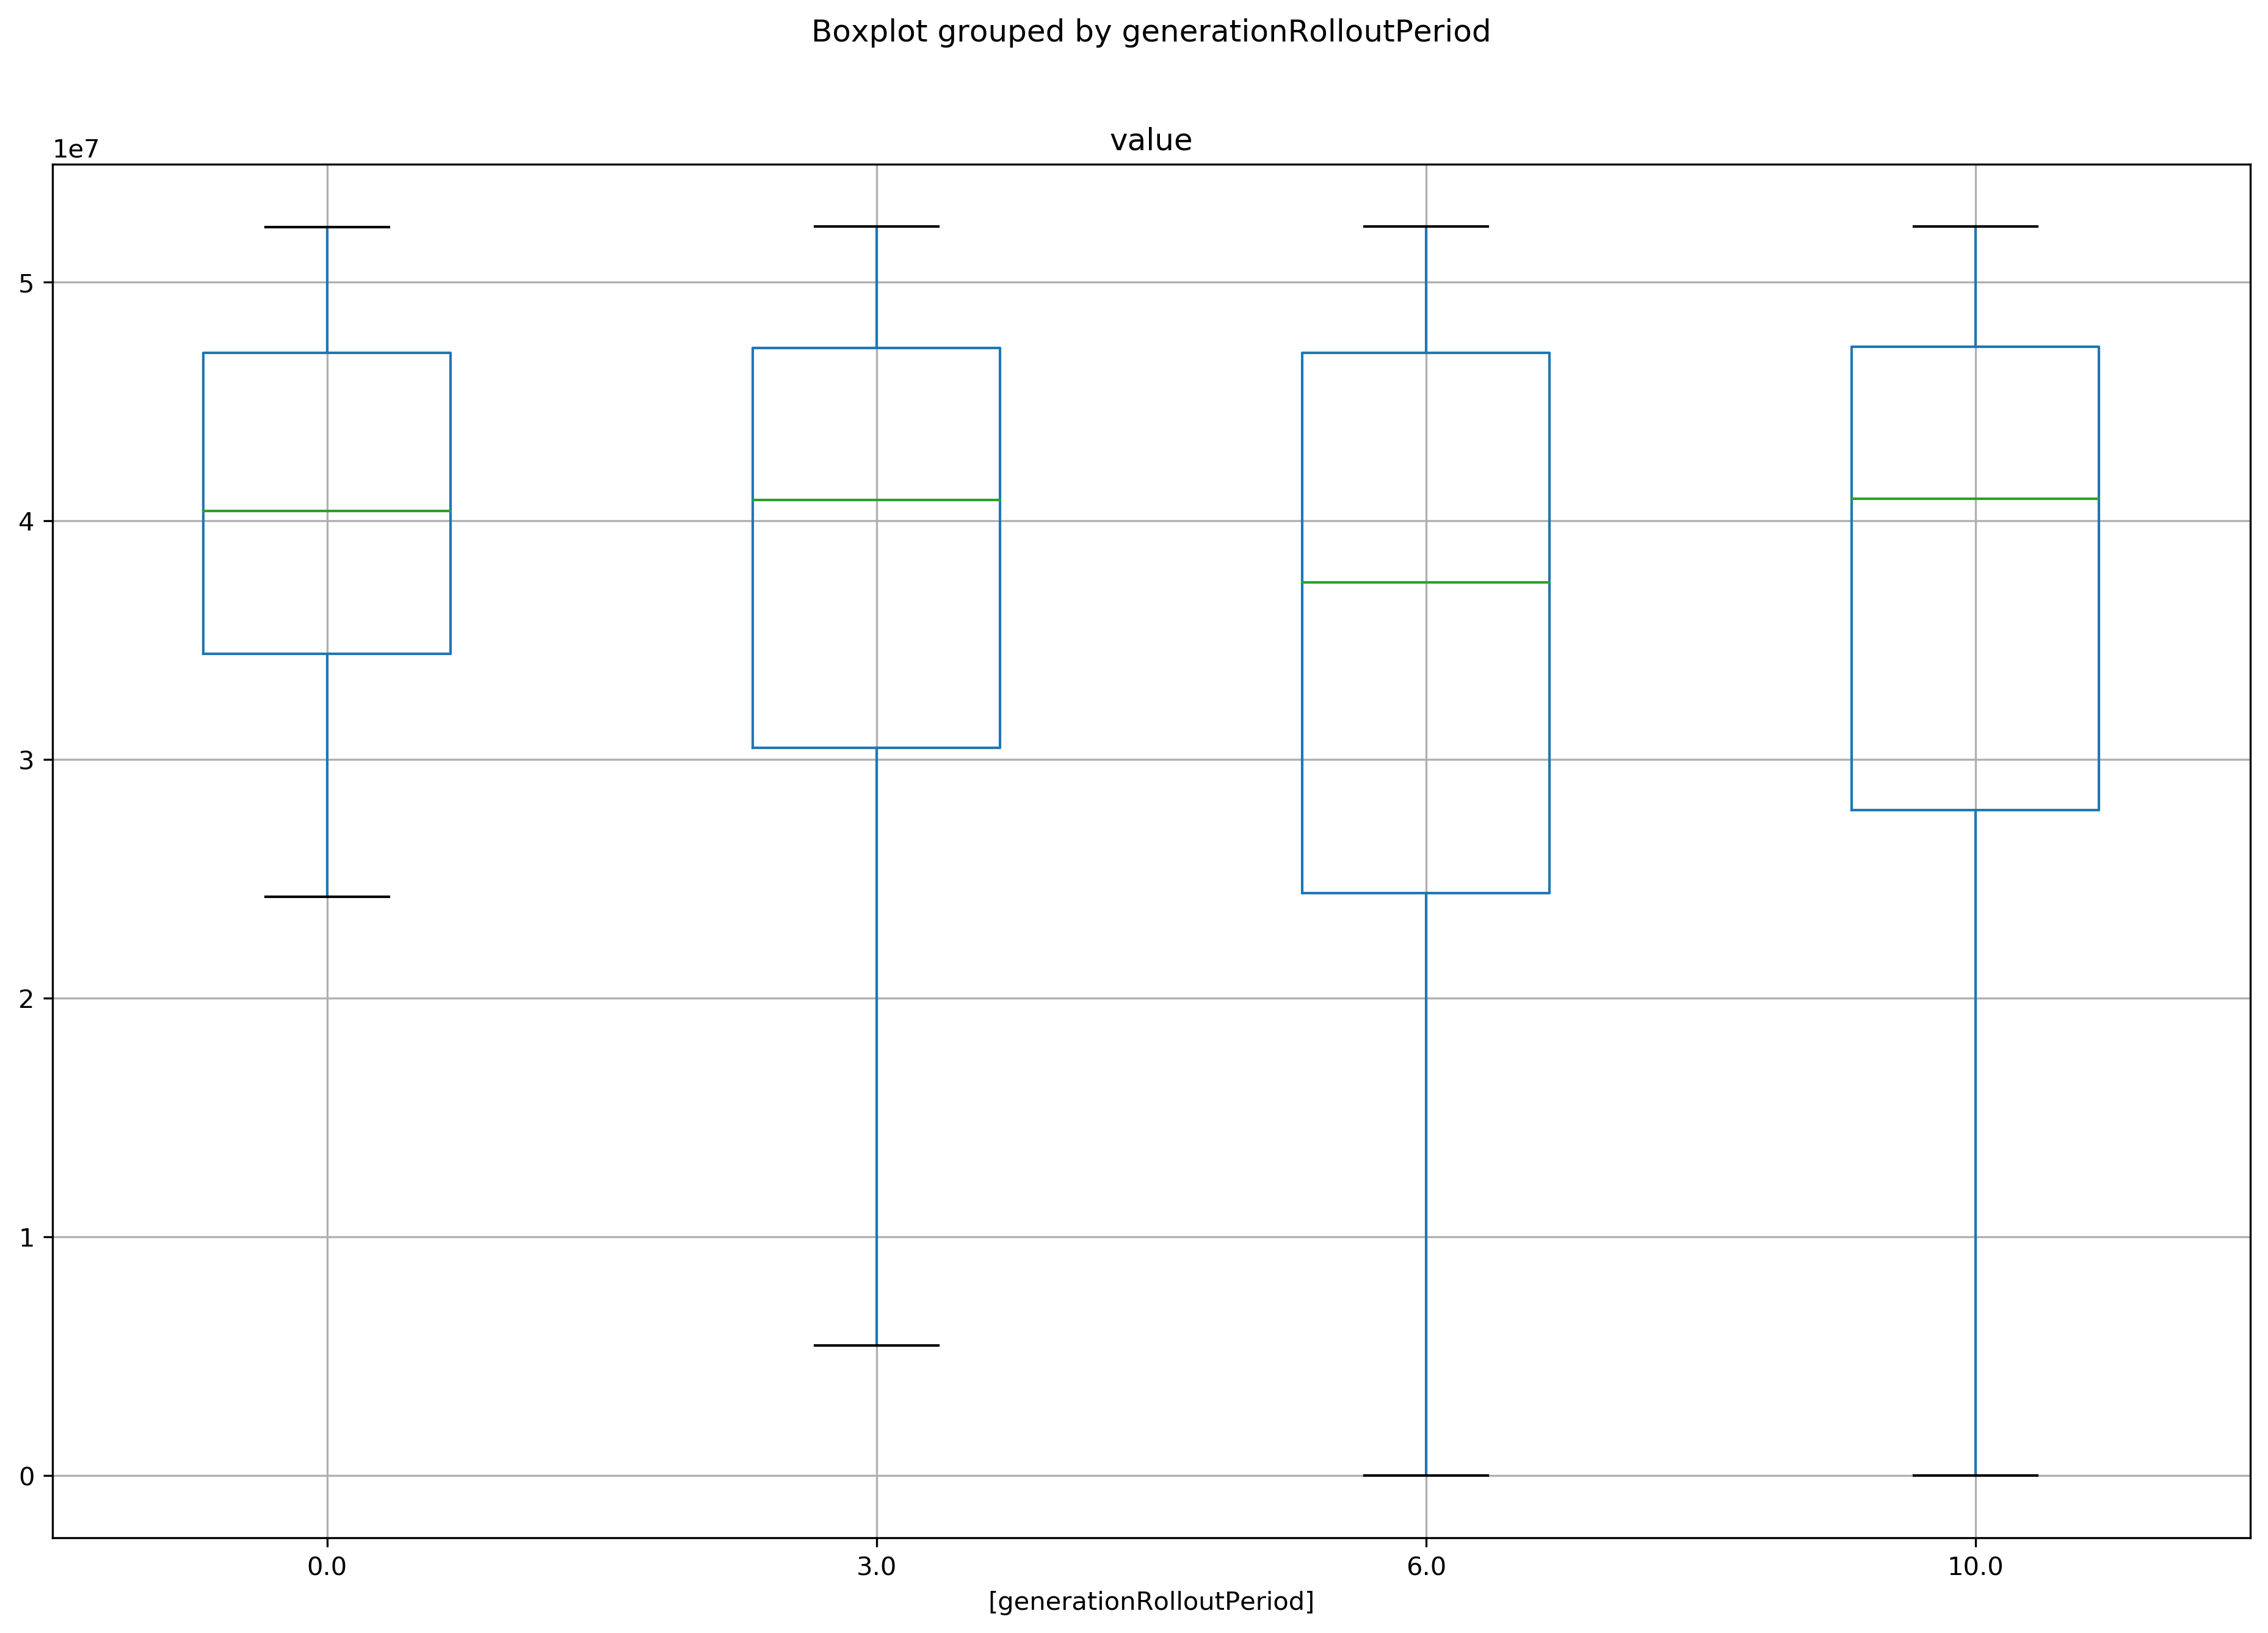 Boxplot grouped by generationRolloutPeriod
value
1e7
5
4
3
2
1
0
0.0 3.0 6.0 10.0
[generationRolloutPeriod]